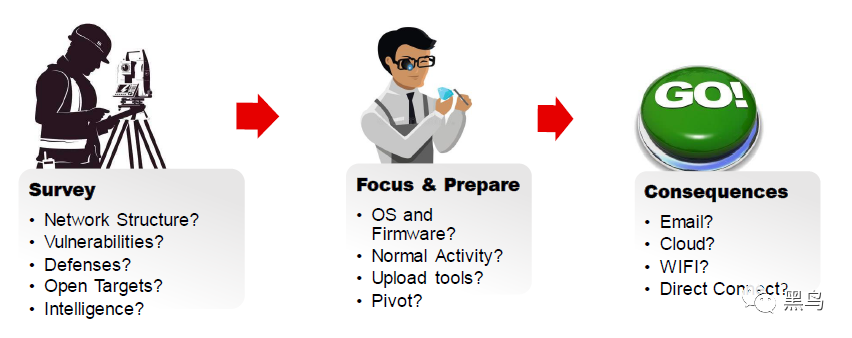 GO!
Survey
• Network Structure?
• Vulnerabilities?
• Defenses?
• Open Targets?
• Intelligence?
Focus & Prepare
• OS and
Firmware?
• Normal Activity?
• Upload tools?
• Pivot?
Consequences
• Email?
• Cloud?
• WIFI?
• Direct Connect?
黑鸟